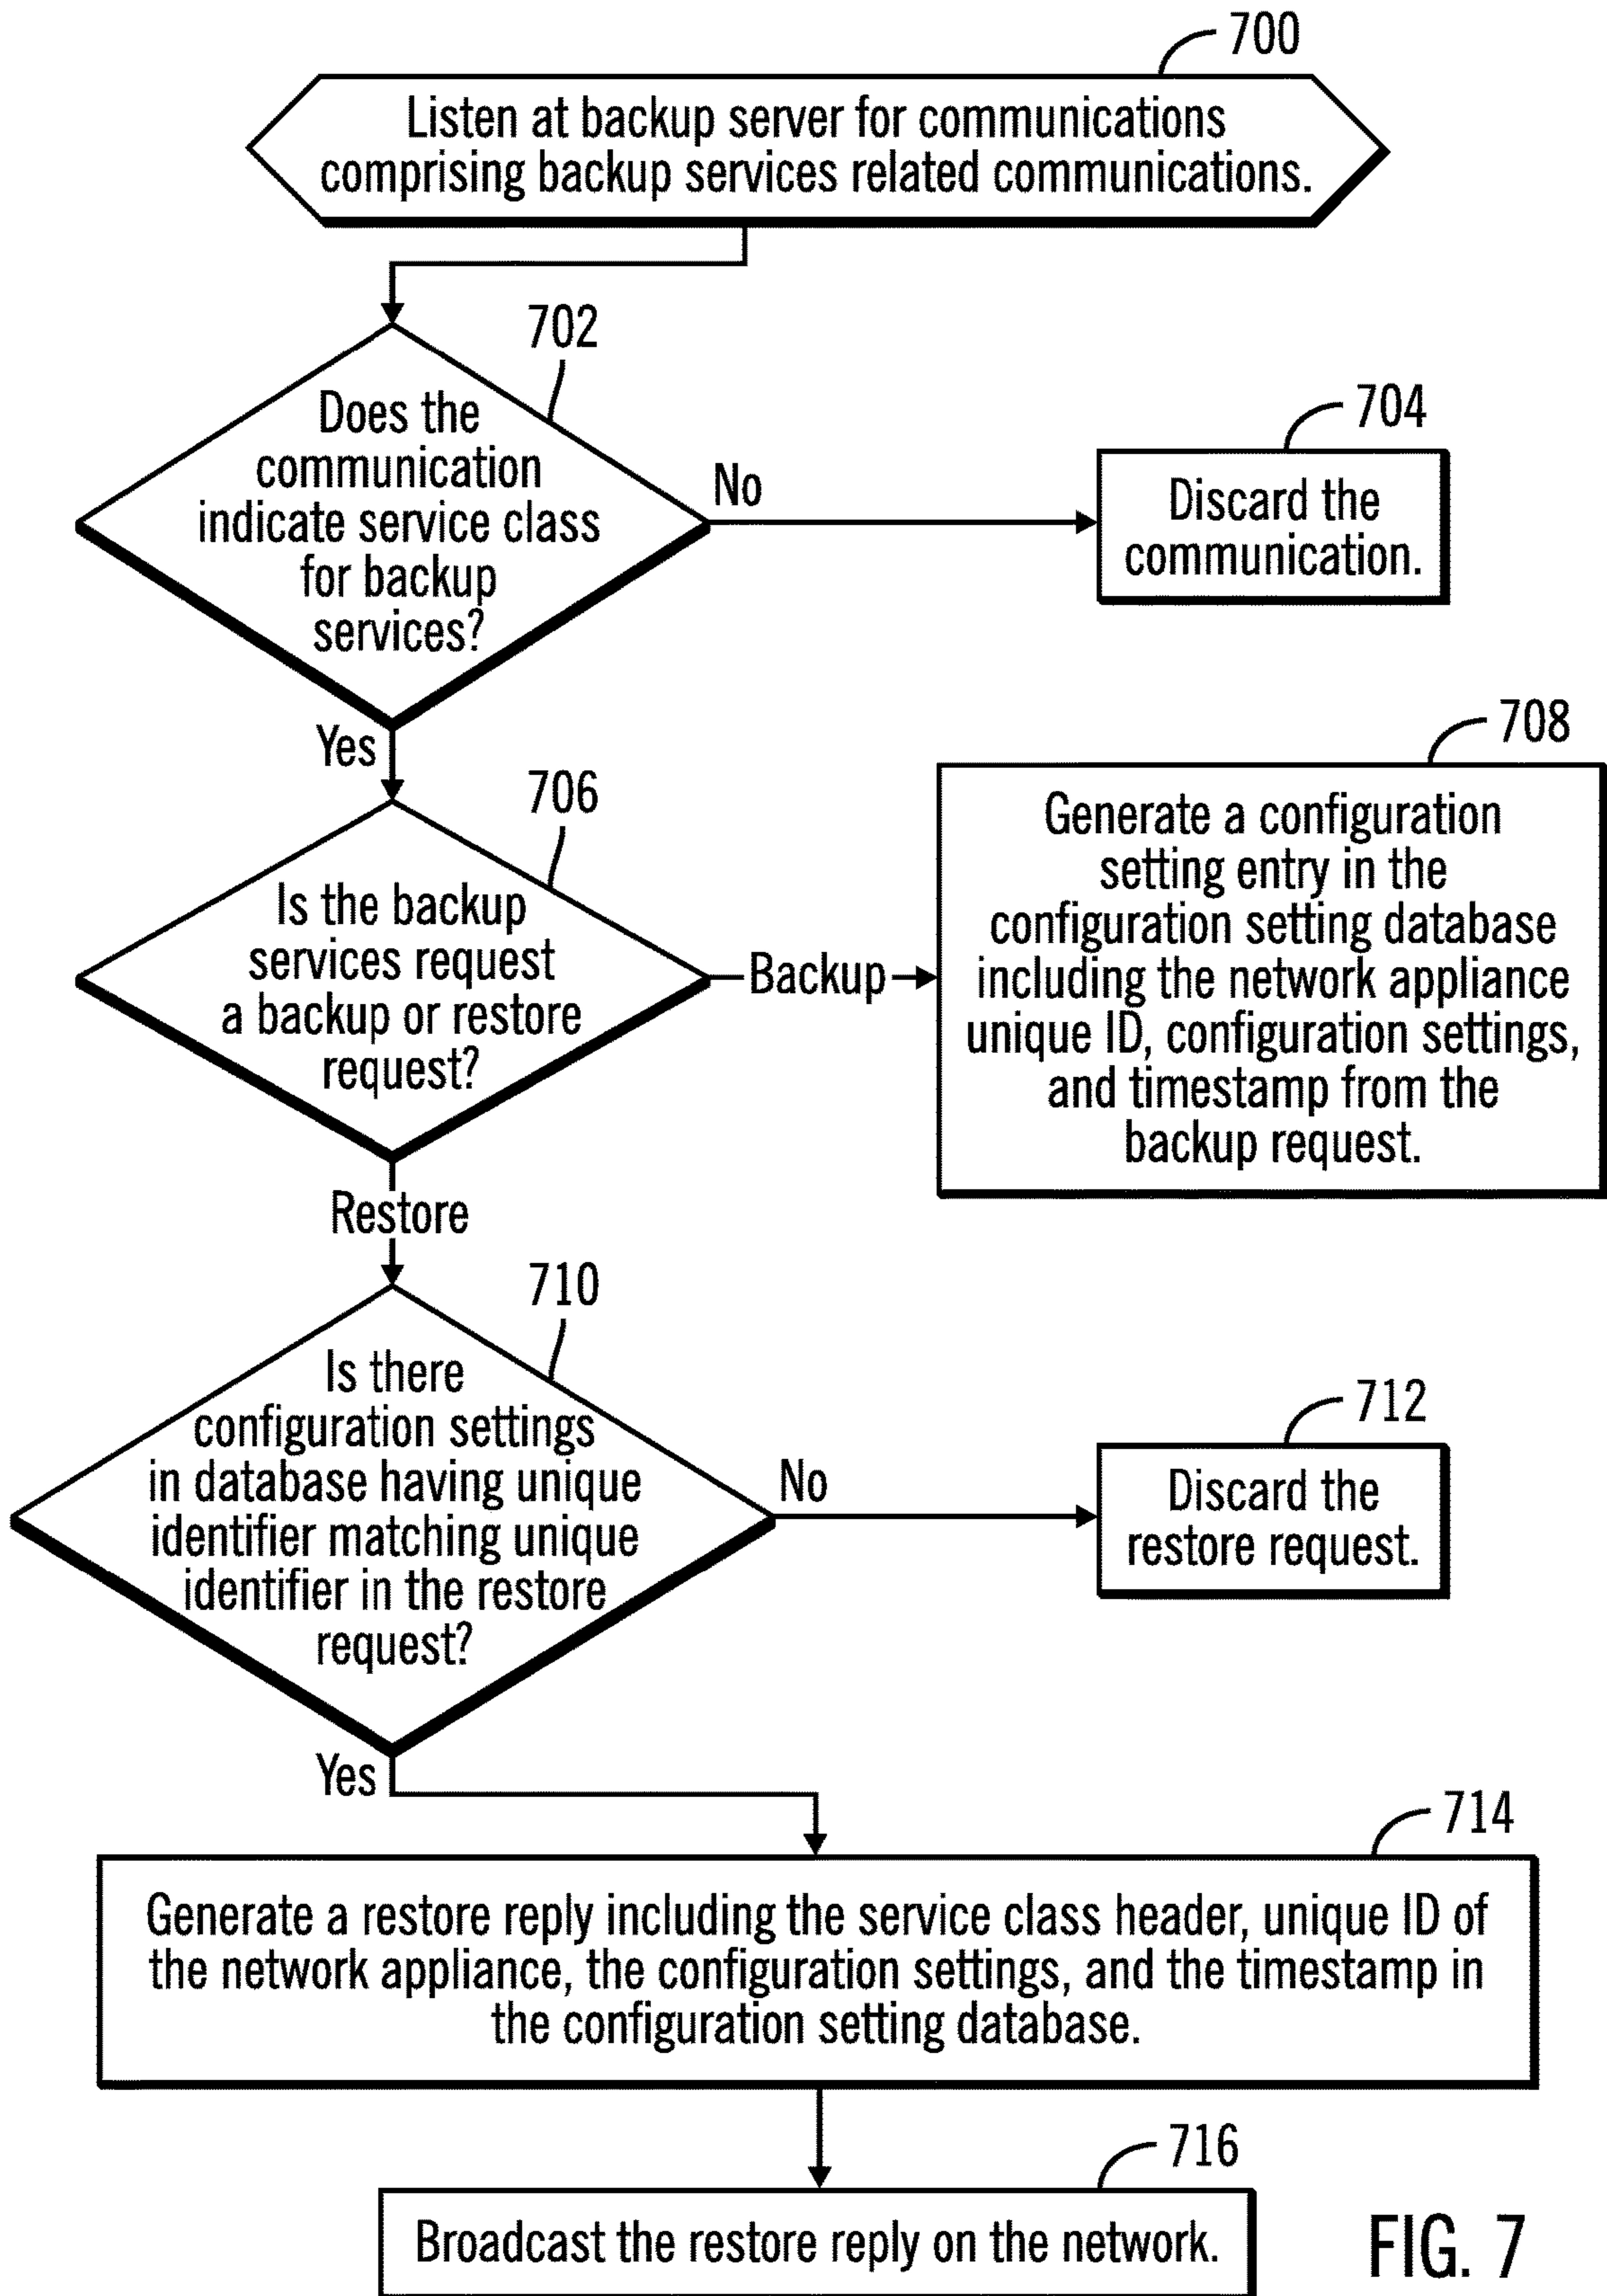 700
Listen at backup server for communications
comprising backup services related communications.
702
Does the
communication
indicate service class
for backup
services?
No
704
Discard the
communication.
Yes
706
Is the backup
services request
a backup or restore
request?
Backup
708
Generate a configuration
setting entry in the
configuration setting database
including the network appliance
unique ID, configuration settings,
and timestamp from the
backup request.
Restore
710
Is there
configuration settings
in database having unique
identifier matching unique
identifier in the restore
request?
No
712
Discard the
restore request.
Yes
714
Generate a restore reply including the service class header, unique ID of
the network appliance, the configuration settings, and the timestamp in
the configuration setting database.
716
Broadcast the restore reply on the network.
FIG. 7